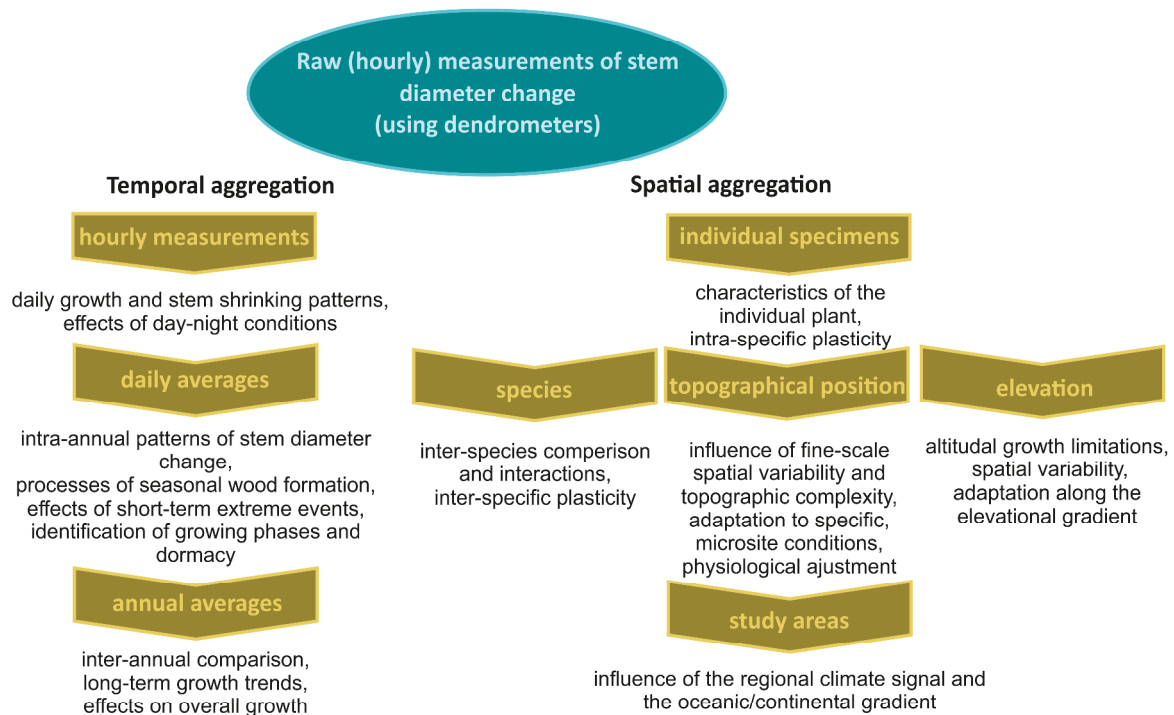 Raw (hourly) measurements of stem
diameter change
(using dendrometers)
Temporal aggregation
hourly measurements
daily growth and stem shrinking patterns,
effects of day-night conditions
daily averages
intra-annual patterns of stem diameter
change,
processes of seasonal wood formation,
effects of short-term extreme events,
identification of growing phases and
dormacy
annual averages
inter-annual comparison,
long-term growth trends,
effects on overall growth
Spatial aggregation
individual specimens
characteristics of the
individual plant,
intra-specific plasticity
species
inter-species comparison
and interactions,
inter-specific plasticity
topographical position
influence of fine-scale
spatial variability and
topographic complexity,
adaptation to specific,
microsite conditions,
physiological ajustment
elevation
altitudal growth limitations,
spatial variability,
adaptation along the
elevational gradient
study areas
influence of the regional climate signal and
the oceanic/continental gradient